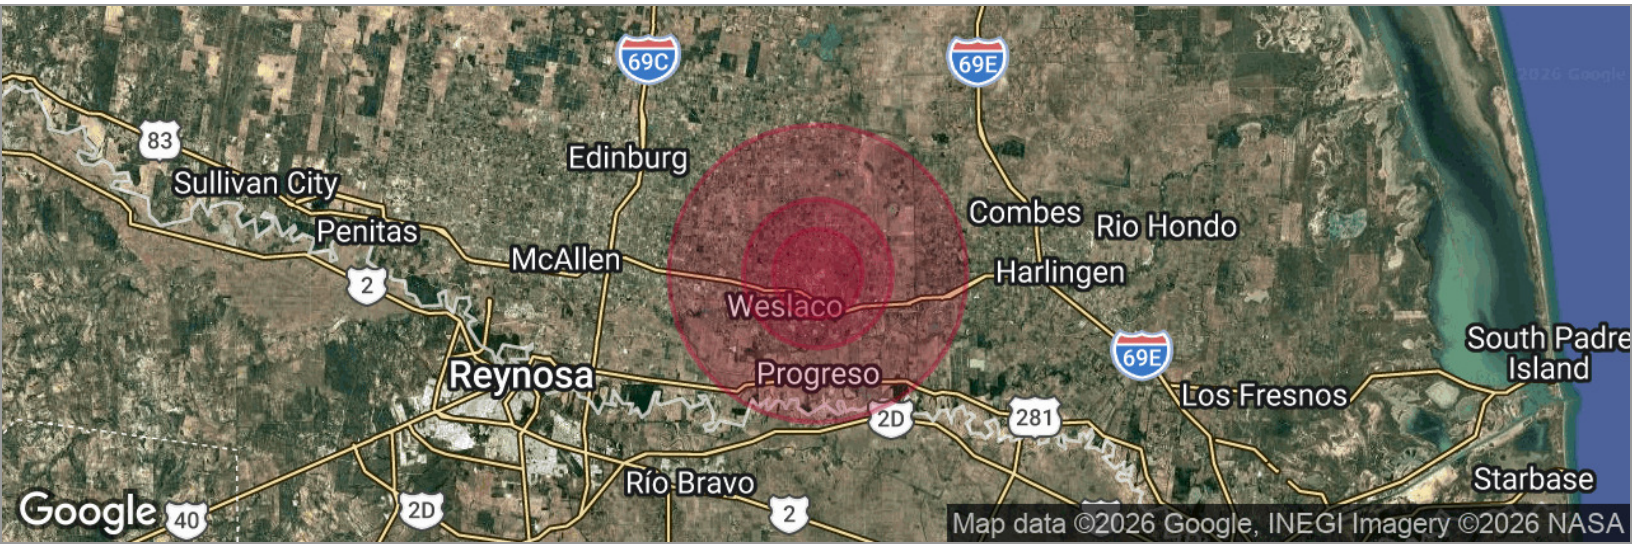 69C
69E
2026 Google
83
Edinburg
Sullivan City
Combes
Rio Hondo
Penitas
McAllen
Harlingen
2
Weslaco
South Padre
Island
69E
Progreso
Reynosa
Los Fresnos
2D
281
Río Bravo
Starbase
Google
40
2D
2
Map data ©2026 Google, INEGI Imagery ©2026 NASA